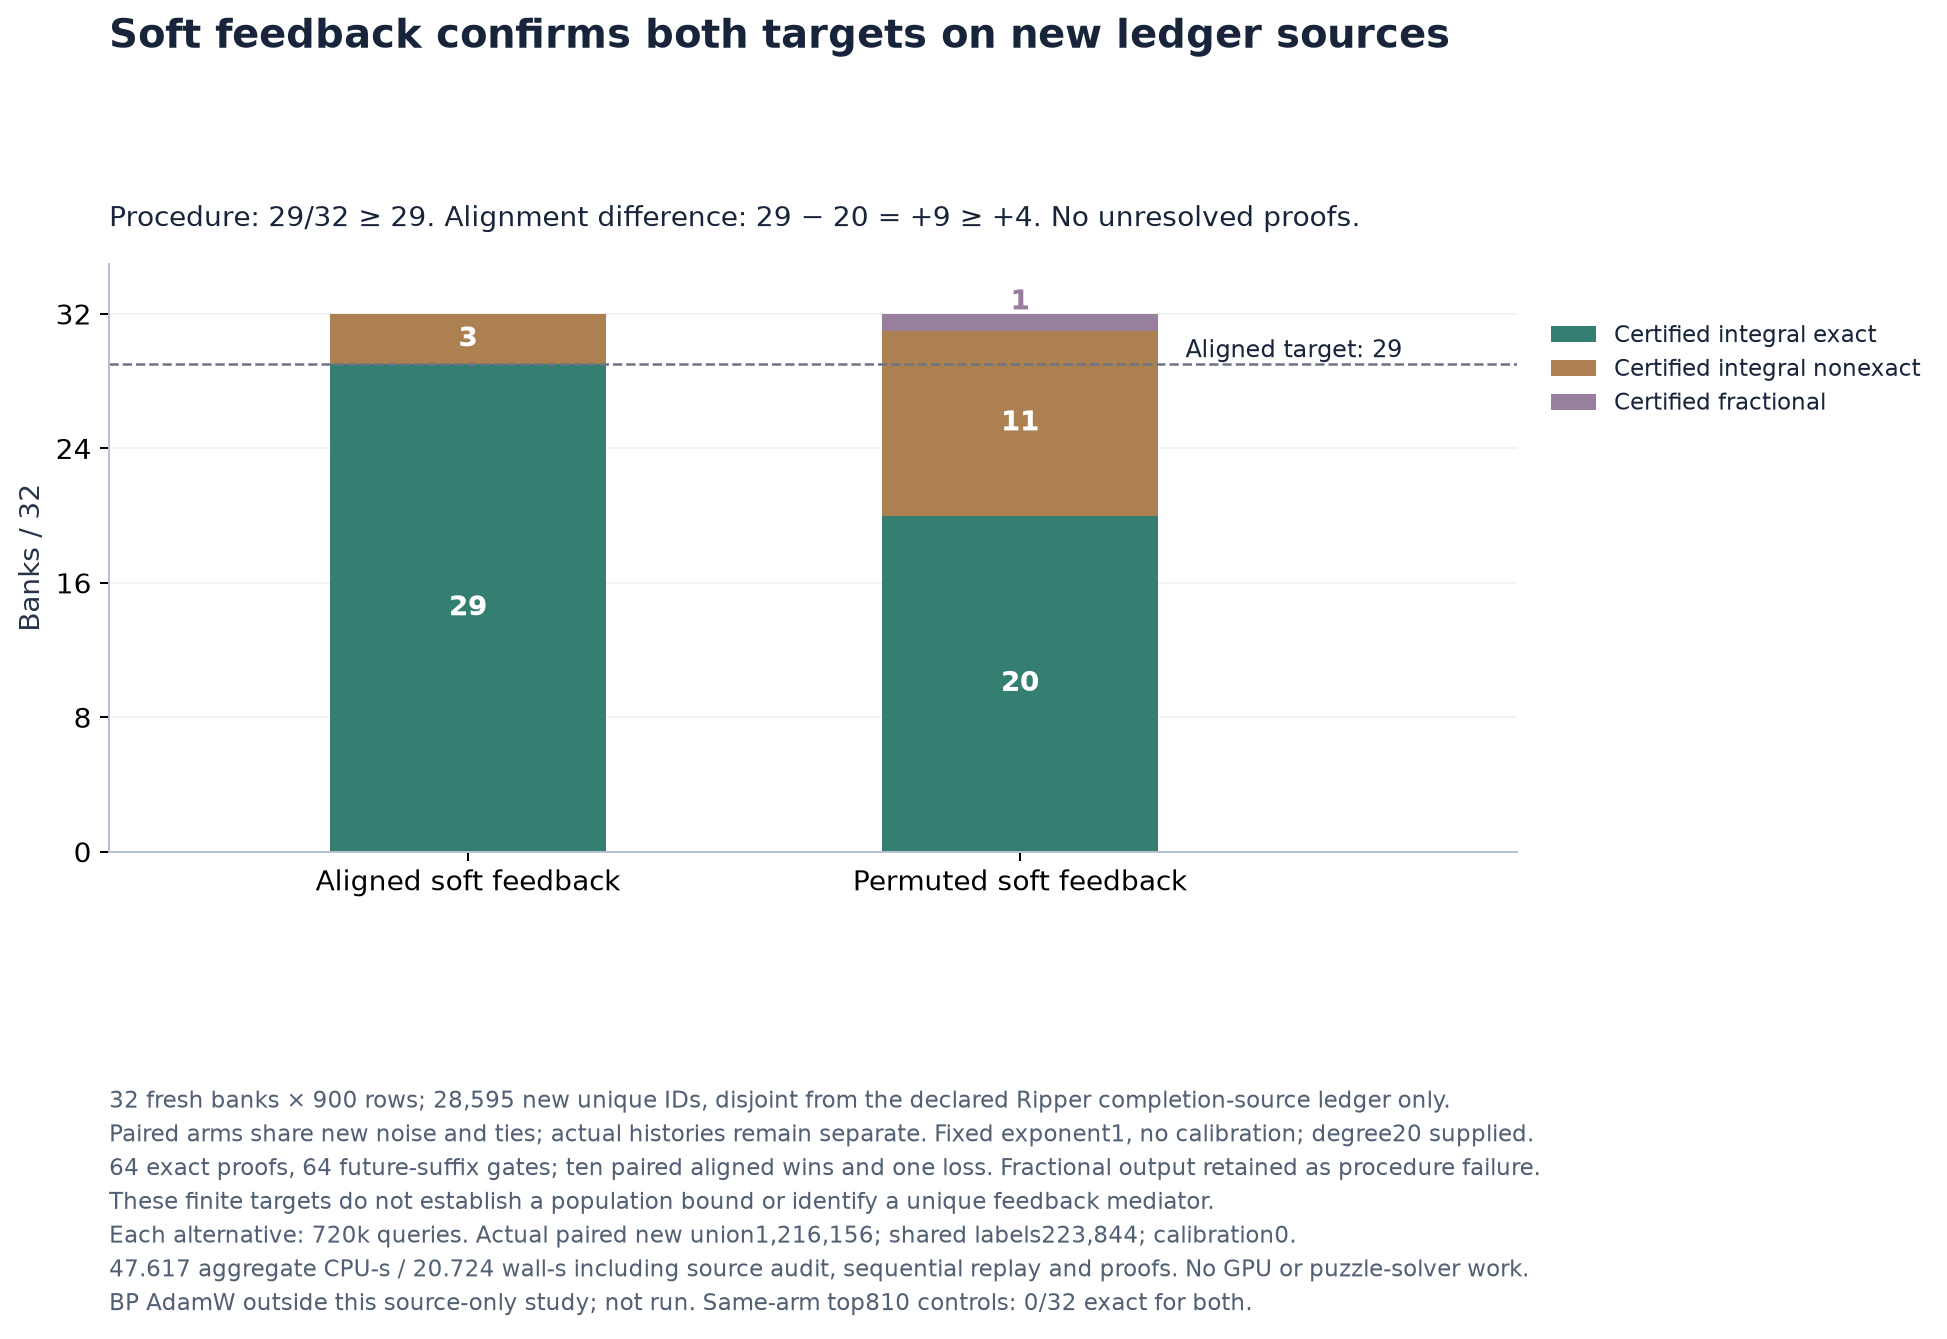 Soft feedback confirms both targets on new ledger sources
Procedure: 29/32 ≥ 29. Alignment difference: 29 − 20 = +9 ≥ +4. No unresolved proofs.
Banks / 32
32
24
16
8
0
3
29
1
11
20
Aligned target: 29
Certified integral exact
Certified integral nonexact
Certified fractional
Aligned soft feedback
Permuted soft feedback
32 fresh banks × 900 rows; 28,595 new unique IDs, disjoint from the declared Ripper completion-source ledger only.
Paired arms share new noise and ties; actual histories remain separate. Fixed exponent1, no calibration; degree20 supplied.
64 exact proofs, 64 future-suffix gates; ten paired aligned wins and one loss. Fractional output retained as procedure failure.
These finite targets do not establish a population bound or identify a unique feedback mediator.
Each alternative: 720k queries. Actual paired new union1,216,156; shared labels223,844; calibration0.
47.617 aggregate CPU-s / 20.724 wall-s including source audit, sequential replay and proofs. No GPU or puzzle-solver work.
BP AdamW outside this source-only study; not run. Same-arm top810 controls: 0/32 exact for both.